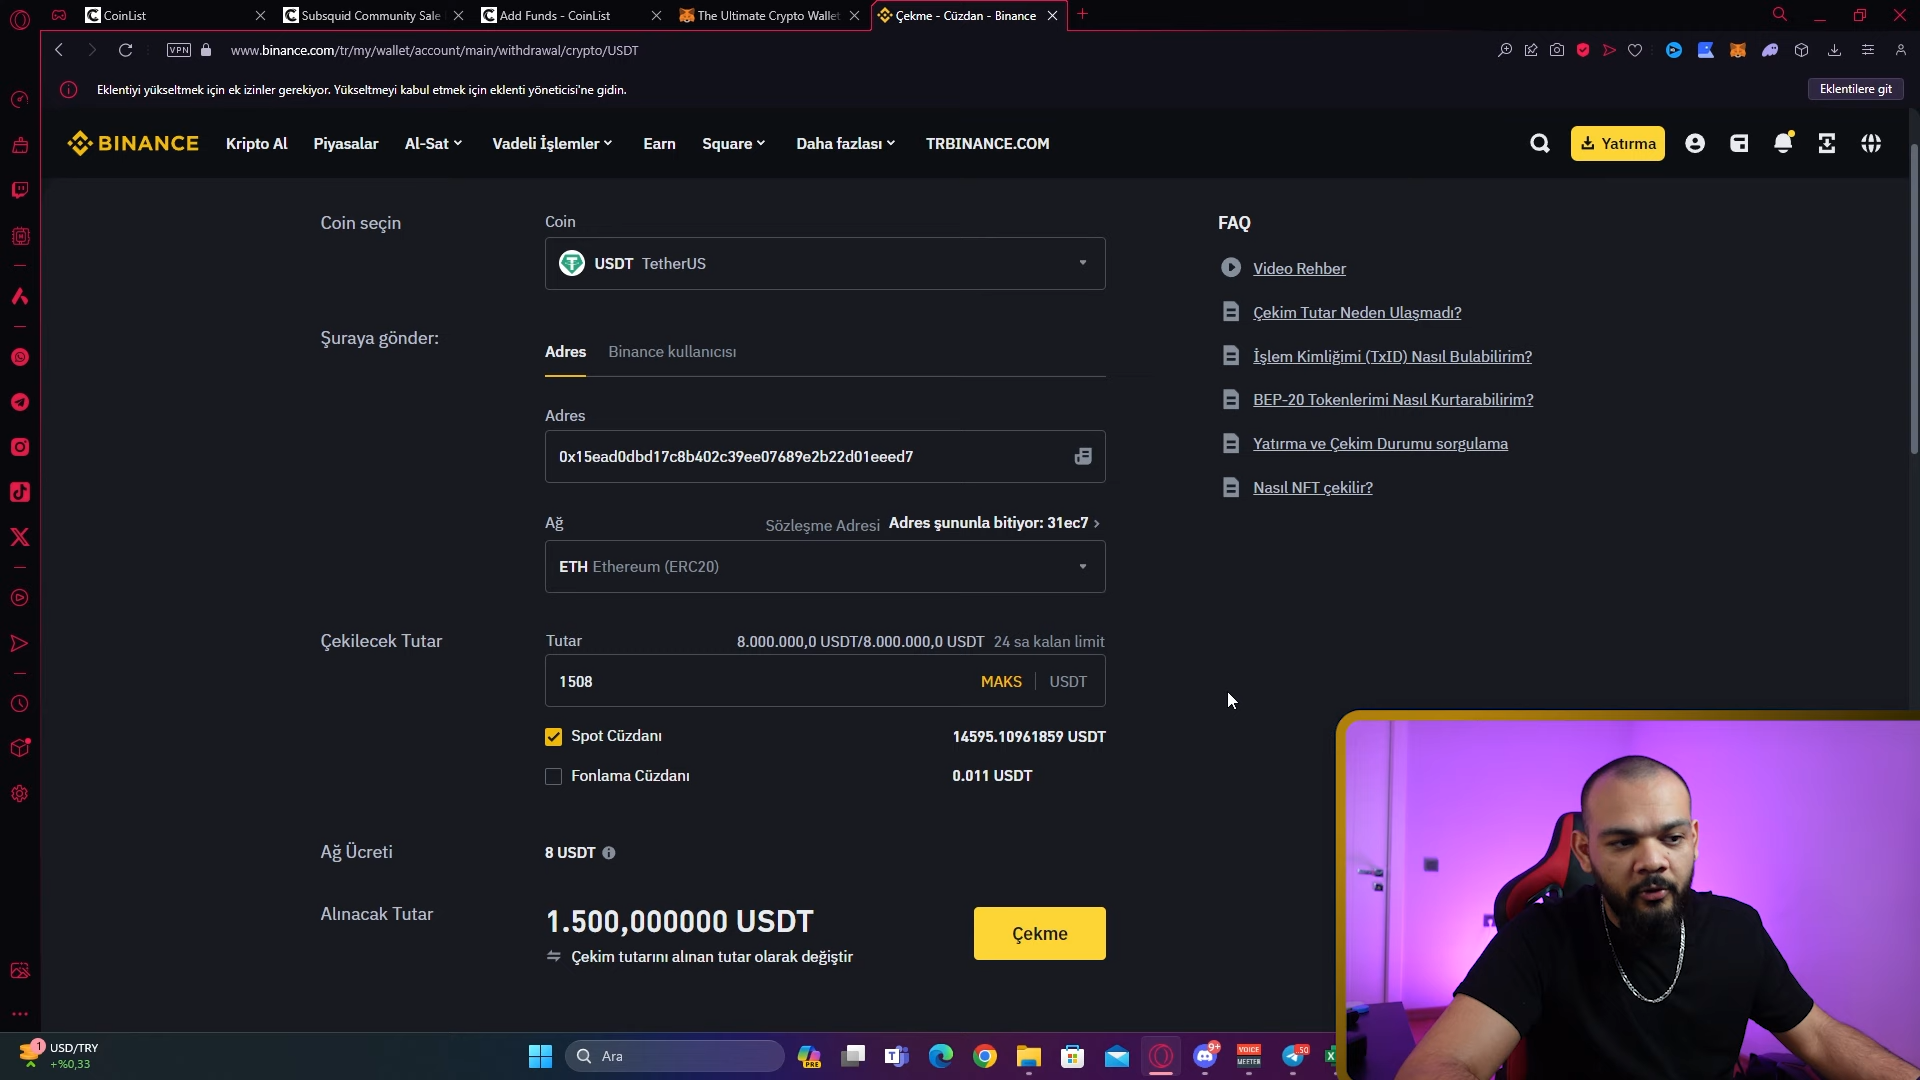 CoinList
Subsquid Community Sale
Add Funds - CoinList
The Ultimate Crypto Wallet
Çekme - Cüzdan - Binance
VPN
www.binance.com/tr/my/wallet/account/main/withdrawal/crypto/USDT
Eklentiyi yükseltmek için ek izinler gerekiyor. Yükseltmeyi kabul etmek için eklenti yöneticisi'ne gidin.
Eklentilere git
BINANCE
Kripto Al
Piyasalar
Al-Sat
Vadeli İşlemler
Earn
Square
Daha fazlası
TRBINANCE.COM
Yatırma
Coin seçin
Coin
USDT TetherUS
Şuraya gönder:
Adres
Binance kullanıcısı
Adres
0x15ead0dbd17c8b402c39ee07689e2b22d01eeed7
Ağ
Sözleşme Adresi Adres şununla bitiyor: 31ec7
ETH Ethereum (ERC20)
Çekilecek Tutar
Tutar
8.000.000,0 USDT/8.000.000,0 USDT 24 sa kalan limit
1508
MAKS
USDT
Spot Cüzdanı
14595.10961859 USDT
Fonlama Cüzdanı
0.011 USDT
Ağ Ücreti
8 USDT
Alınacak Tutar
1.500,000000 USDT
Çekim tutarını alınan tutar olarak değiştir
Çekme
FAQ
Video Rehber
Çekim Tutar Neden Ulaşmadı?
İşlem Kimliğimi (TxID) Nasıl Bulabilirim?
BEP-20 Tokenlerimi Nasıl Kurtarabilirim?
Yatırma ve Çekim Durumu sorgulama
Nasıl NFT çekilir?
1
USD/TRY
+%0,33
Ara
PRE
9+
VOICE
MEETER
50